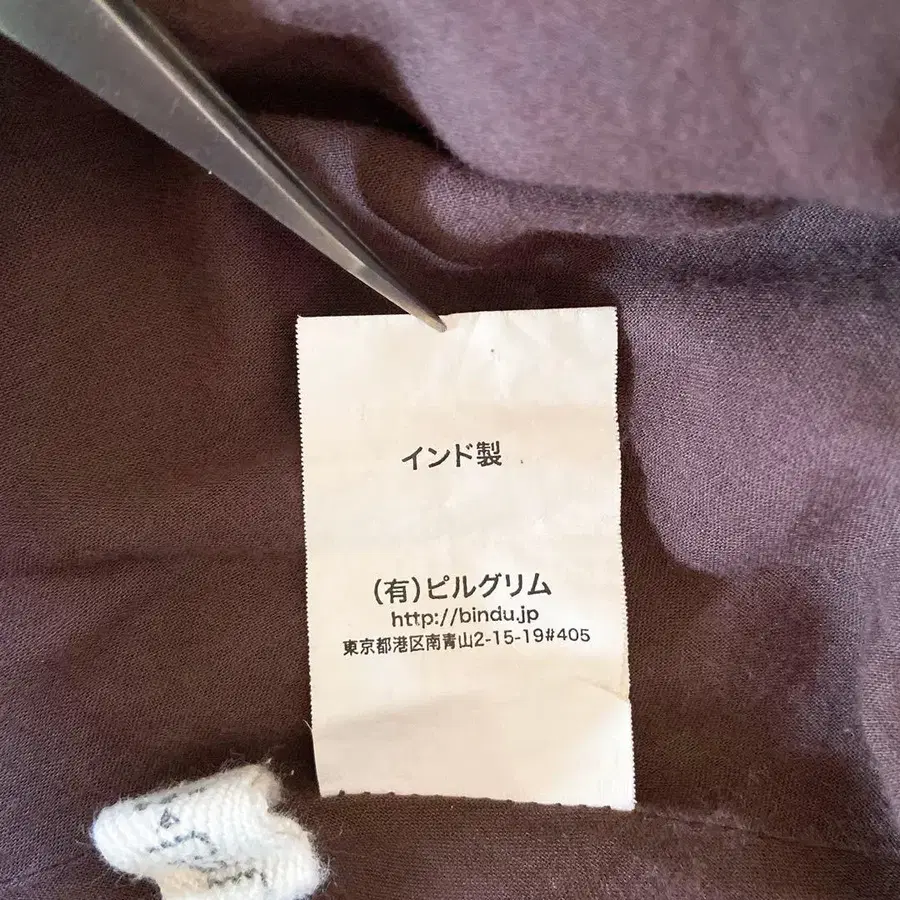 インド製
(有)ピルグリム
http://bindu.jp
東京都港区南青山2-15-19#405